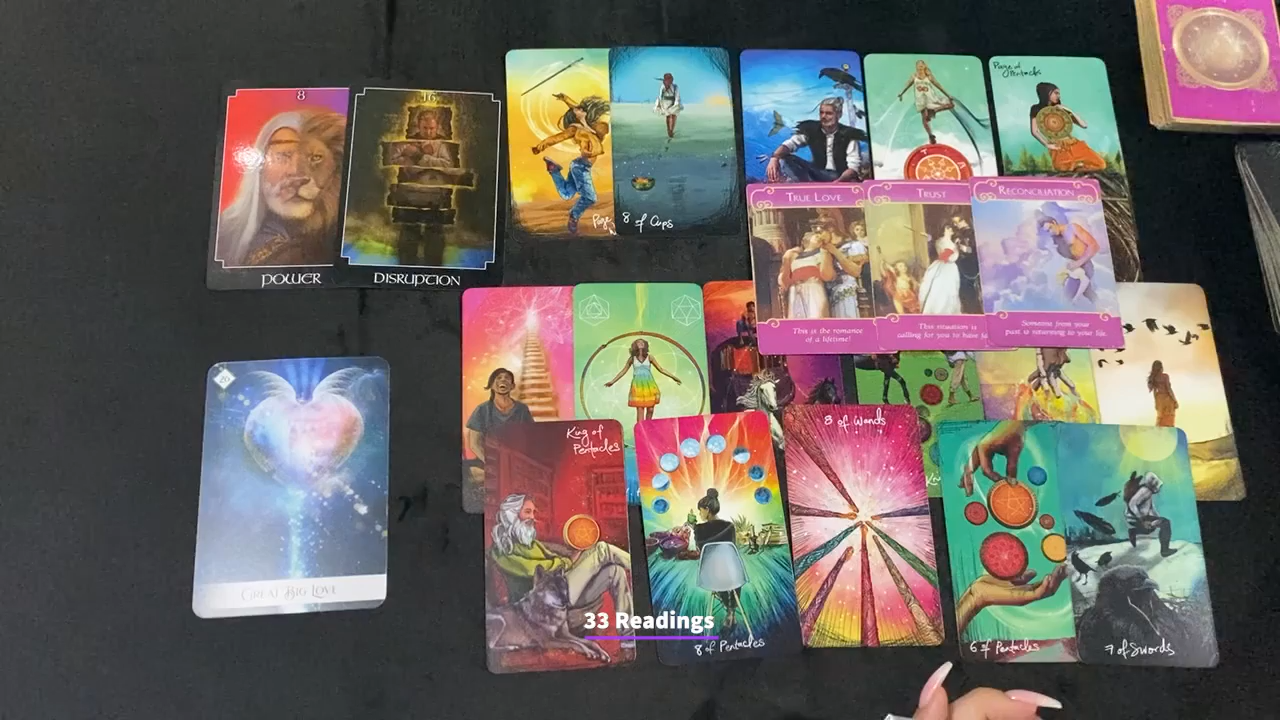 8
POWER
16
DISRUPTION
Page
8 of Cups
Page of
Pentacles
TRUE LOVE
This is the romance
of a lifetime!
TRUST
This situation is
calling for you to have
RECONCILIATION
Someone from your
past is returning to your life.
20
GREAT BIG LOVE
King of
Pentacles
8 of Pentacles
8 of Wands
Kn
6 of Pentacles
7 of Swords
33 Readings